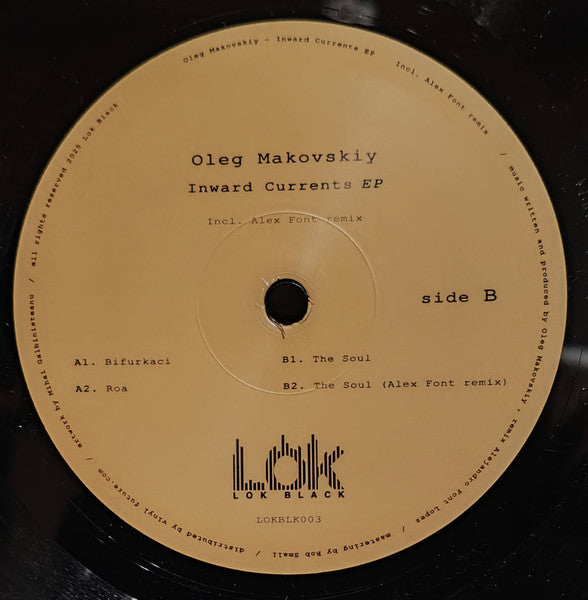 Oleg Makovskiy - Inward Currents EP Incl. Alex Font remix / music written and produced by Oleg Makovskiy , remix Alejandro Font Lopez / mastering by Rob Small / distributed by vinyl future.com / artwork by Mihai Galbinisteanu / all rights reserved 2025 Lok Black
Oleg Makovskiy
Inward Currents EP
Incl. Alex Font remix
side B
A1. Bifurkaci
B1. The Soul
A2. Roa
B2. The Soul (Alex Font remix)
Lok
LOK BLACK
LOKBLK003